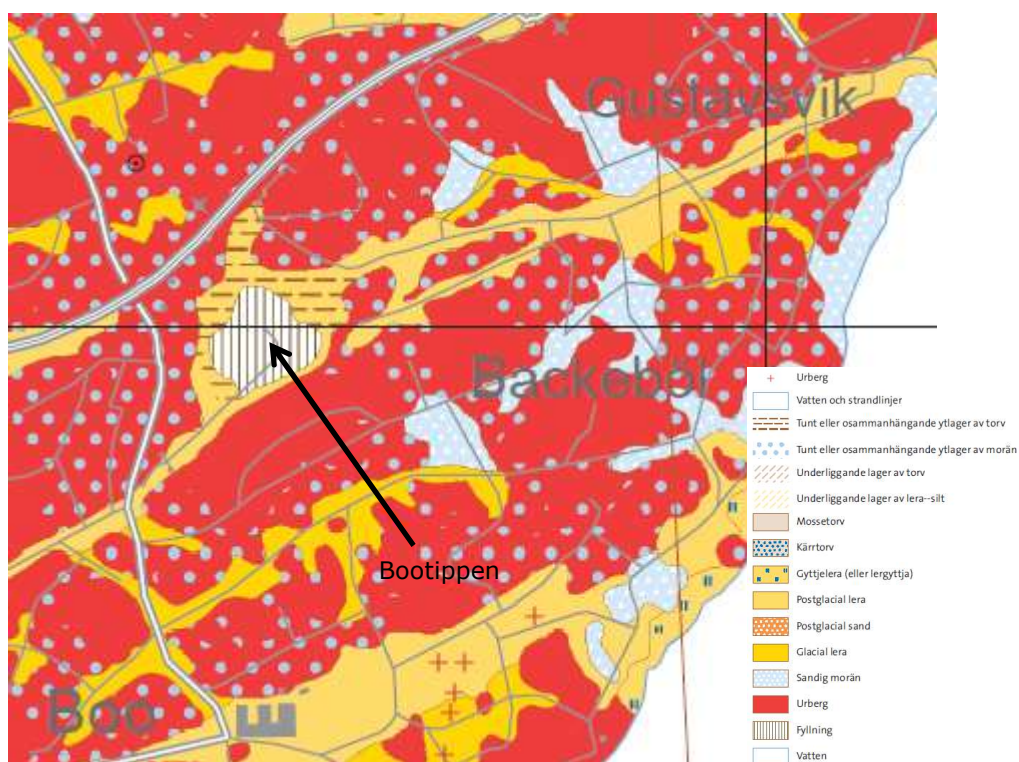 Gustavsvik
Backeböl
Bootippen
Boo
E
Urberg
Vatten och strandlinjer
Tunt eller osammanhängande ytlager av torv
Tunt eller osammanhängande ytlager av morän
Underliggande lager av torv
Underliggande lager av lera--silt
Mossetorv
Kärrtorv
Gyttjelera (eller lergyttja)
Postglacial lera
Postglacial sand
Glacial lera
Sandig morän
Urberg
Fyllning
Vatten